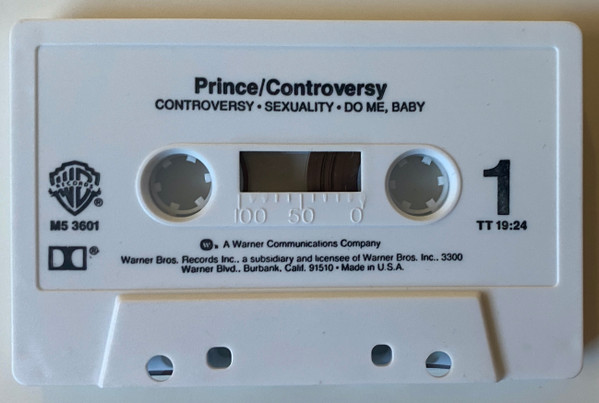 Prince/Controversy
CONTROVERSY • SEXUALITY • DO ME, BABY
WB
RECORDS
®
M5 3601
®
1
TT 19:24
100 50 0
W® A Warner Communications Company
Warner Bros. Records Inc., a subsidiary and licensee of Warner Bros. Inc., 3300
Warner Blvd., Burbank, Calif. 91510 • Made in U.S.A.